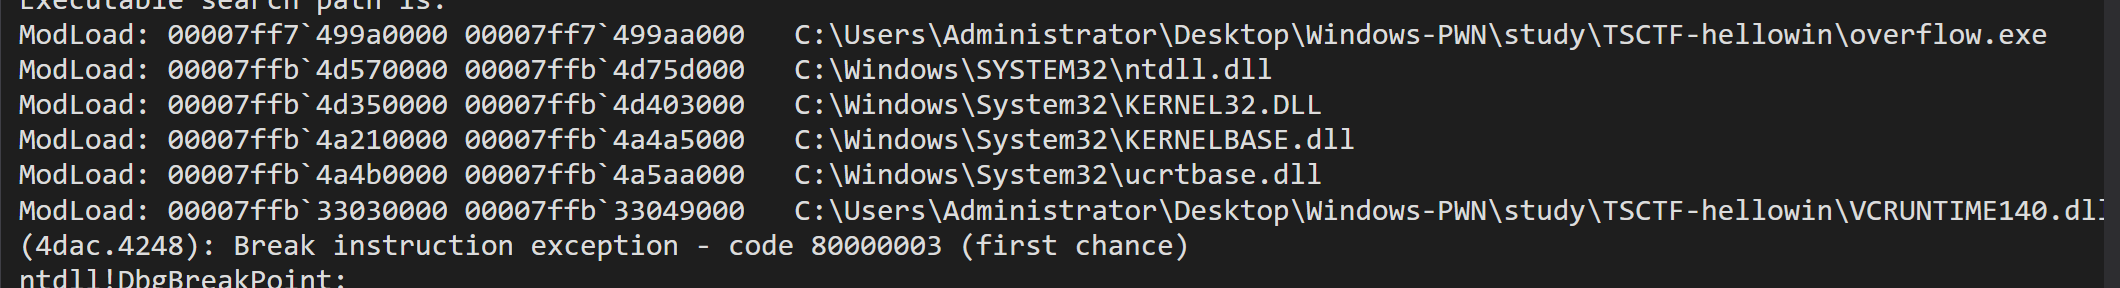 Executable search path is:
ModLoad: 00007ff7`499a0000 00007ff7`499aa000   C:\Users\Administrator\Desktop\Windows-PWN\study\TSCTF-hellowin\overflow.exe
ModLoad: 00007ffb`4d570000 00007ffb`4d75d000   C:\Windows\SYSTEM32\ntdll.dll
ModLoad: 00007ffb`4d350000 00007ffb`4d403000   C:\Windows\System32\KERNEL32.DLL
ModLoad: 00007ffb`4a210000 00007ffb`4a4a5000   C:\Windows\System32\KERNELBASE.dll
ModLoad: 00007ffb`4a4b0000 00007ffb`4a5aa000   C:\Windows\System32\ucrtbase.dll
ModLoad: 00007ffb`33030000 00007ffb`33049000   C:\Users\Administrator\Desktop\Windows-PWN\study\TSCTF-hellowin\VCRUNTIME140.dll
(4dac.4248): Break instruction exception - code 80000003 (first chance)
ntdll!DbgBreakPoint: